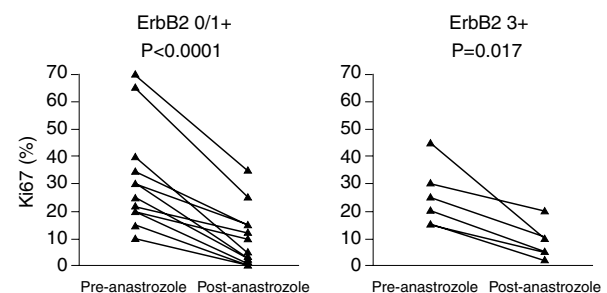 ErbB2 0/1+
P<0.0001
Ki67 (%)
70
60
50
40
30
20
10
0
Pre-anastrozole Post-anastrozole
ErbB2 3+
P=0.017
70
60
50
40
30
20
10
0
Pre-anastrozole Post-anastrozole